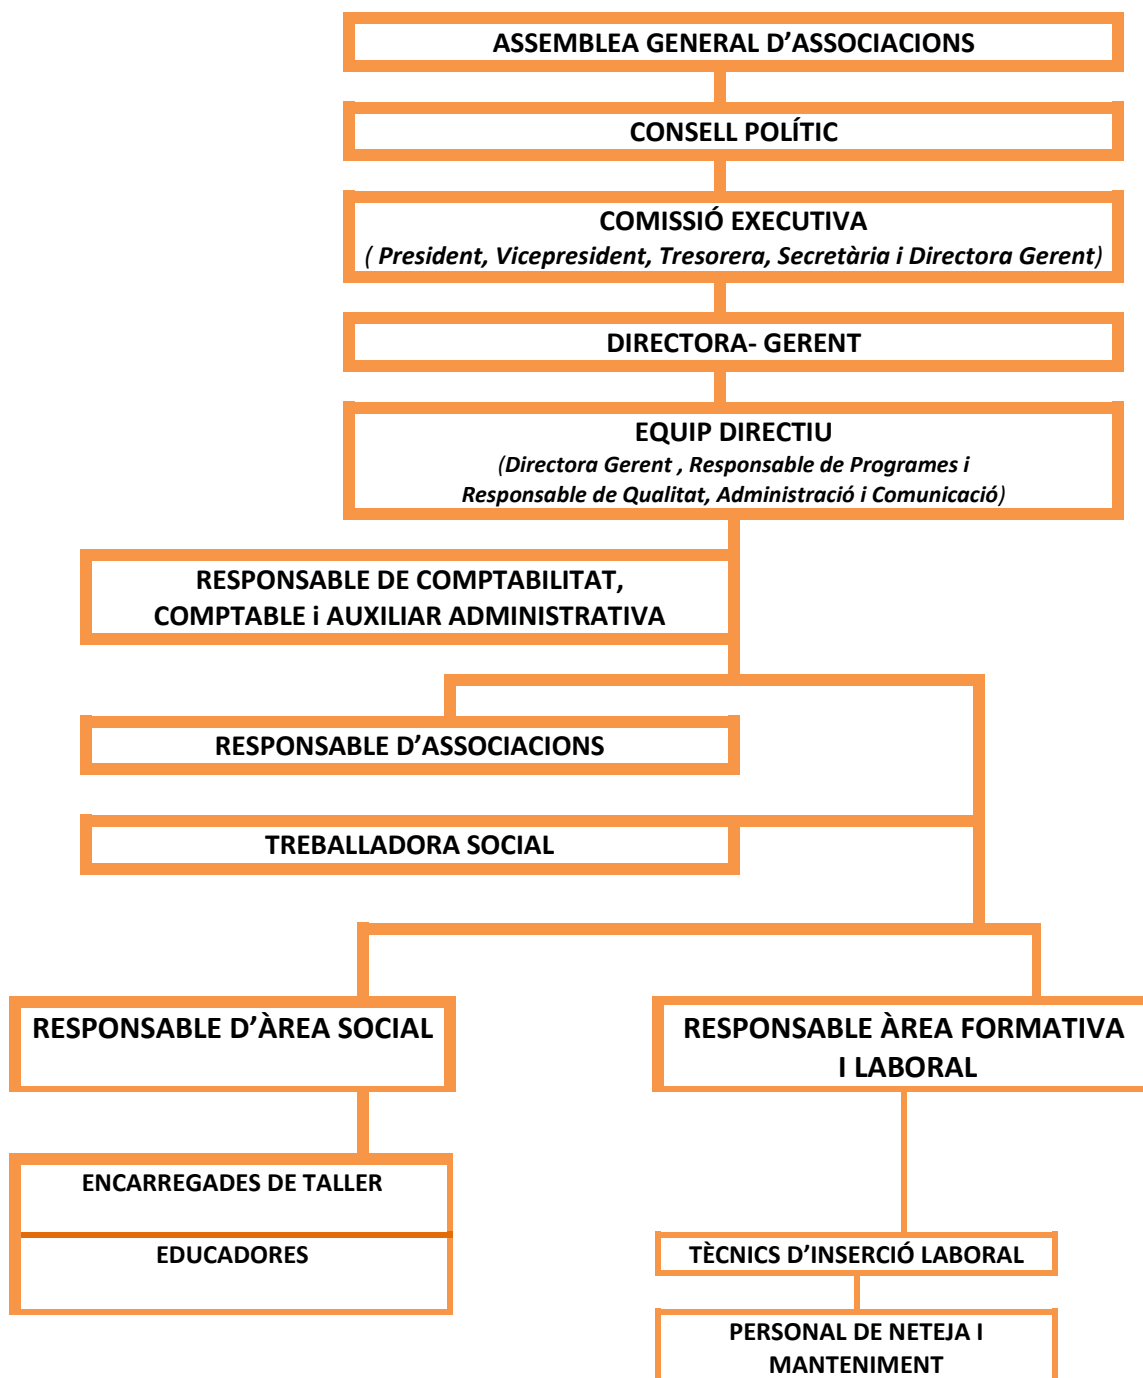 ASSEMBLEA GENERAL D’ASSOCIACIONS
CONSELL POLÍTIC
COMISSIÓ EXECUTIVA
( President, Vicepresident, Tresorera, Secretària i Directora Gerent)
DIRECTORA- GERENT
EQUIP DIRECTIU
(Directora Gerent , Responsable de Programes i
Responsable de Qualitat, Administració i Comunicació)
RESPONSABLE DE COMPTABILITAT,
COMPTABLE i AUXILIAR ADMINISTRATIVA
RESPONSABLE D’ASSOCIACIONS
TREBALLADORA SOCIAL
RESPONSABLE D’ÀREA SOCIAL
RESPONSABLE ÀREA FORMATIVA
I LABORAL
ENCARREGADES DE TALLER
EDUCADORES
TÈCNICS D’INSERCIÓ LABORAL
PERSONAL DE NETEJA I
MANTENIMENT